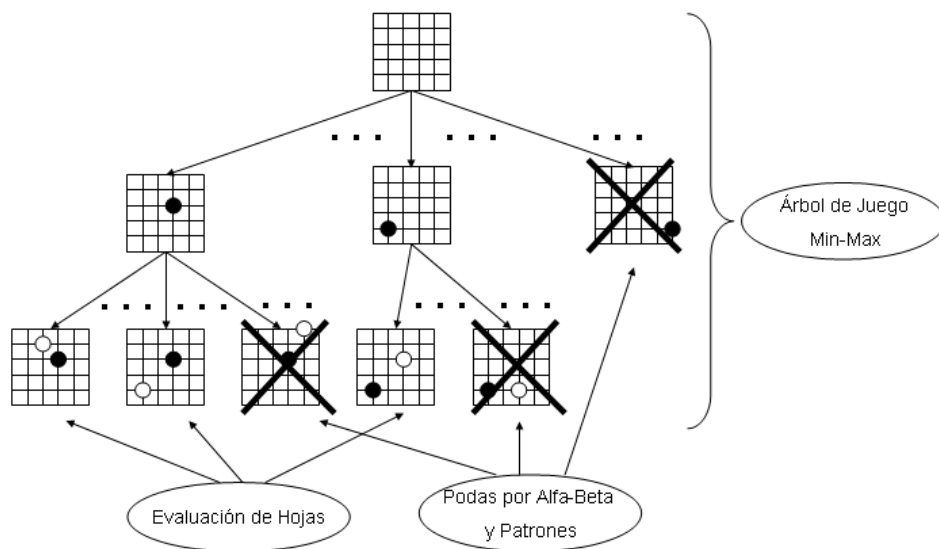 Árbol de Juego
Min-Max
Evaluación de Hojas
Podas por Alfa-Beta
y Patrones